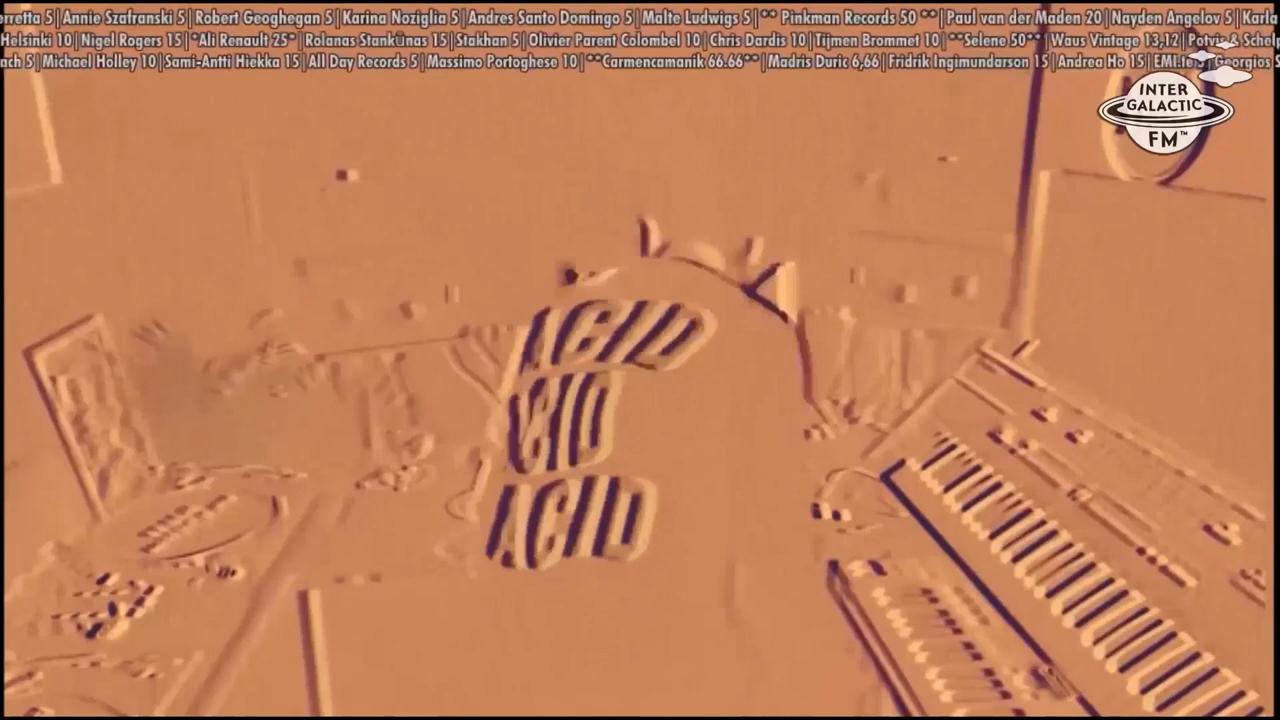 rretta 5|Annie Szafranski 5|Robert Geoghegan 5|Karina Noziglia 5|Andres Santo Domingo 5|Malte Ludwigs 5|** Pinkman Records 50 **|Paul van der Maden 20|Nayden Angelov 5|Karla
Helsinki 10|Nigel Rogers 15|*Ali Renault 25*|Rolanas Stankūnas 15|Stakhan 5|Olivier Parent Colombel 10|Chris Dardis 10|Tijmen Brommet 10|**Selene 50**|Waus Vintage 13,12|Potvis &
ach 5|Michael Holley 10|Sami-Antti Hiekka 15|All Day Records 5|Massimo Portoghese 10|**Carmencamanik 66.66**|Madris Duric 6,66|Fridrik Ingimundarson 15|Andrea Ho 15| Georgios
INTER
GALACTIC
FM™
ACID
ACID
ACID